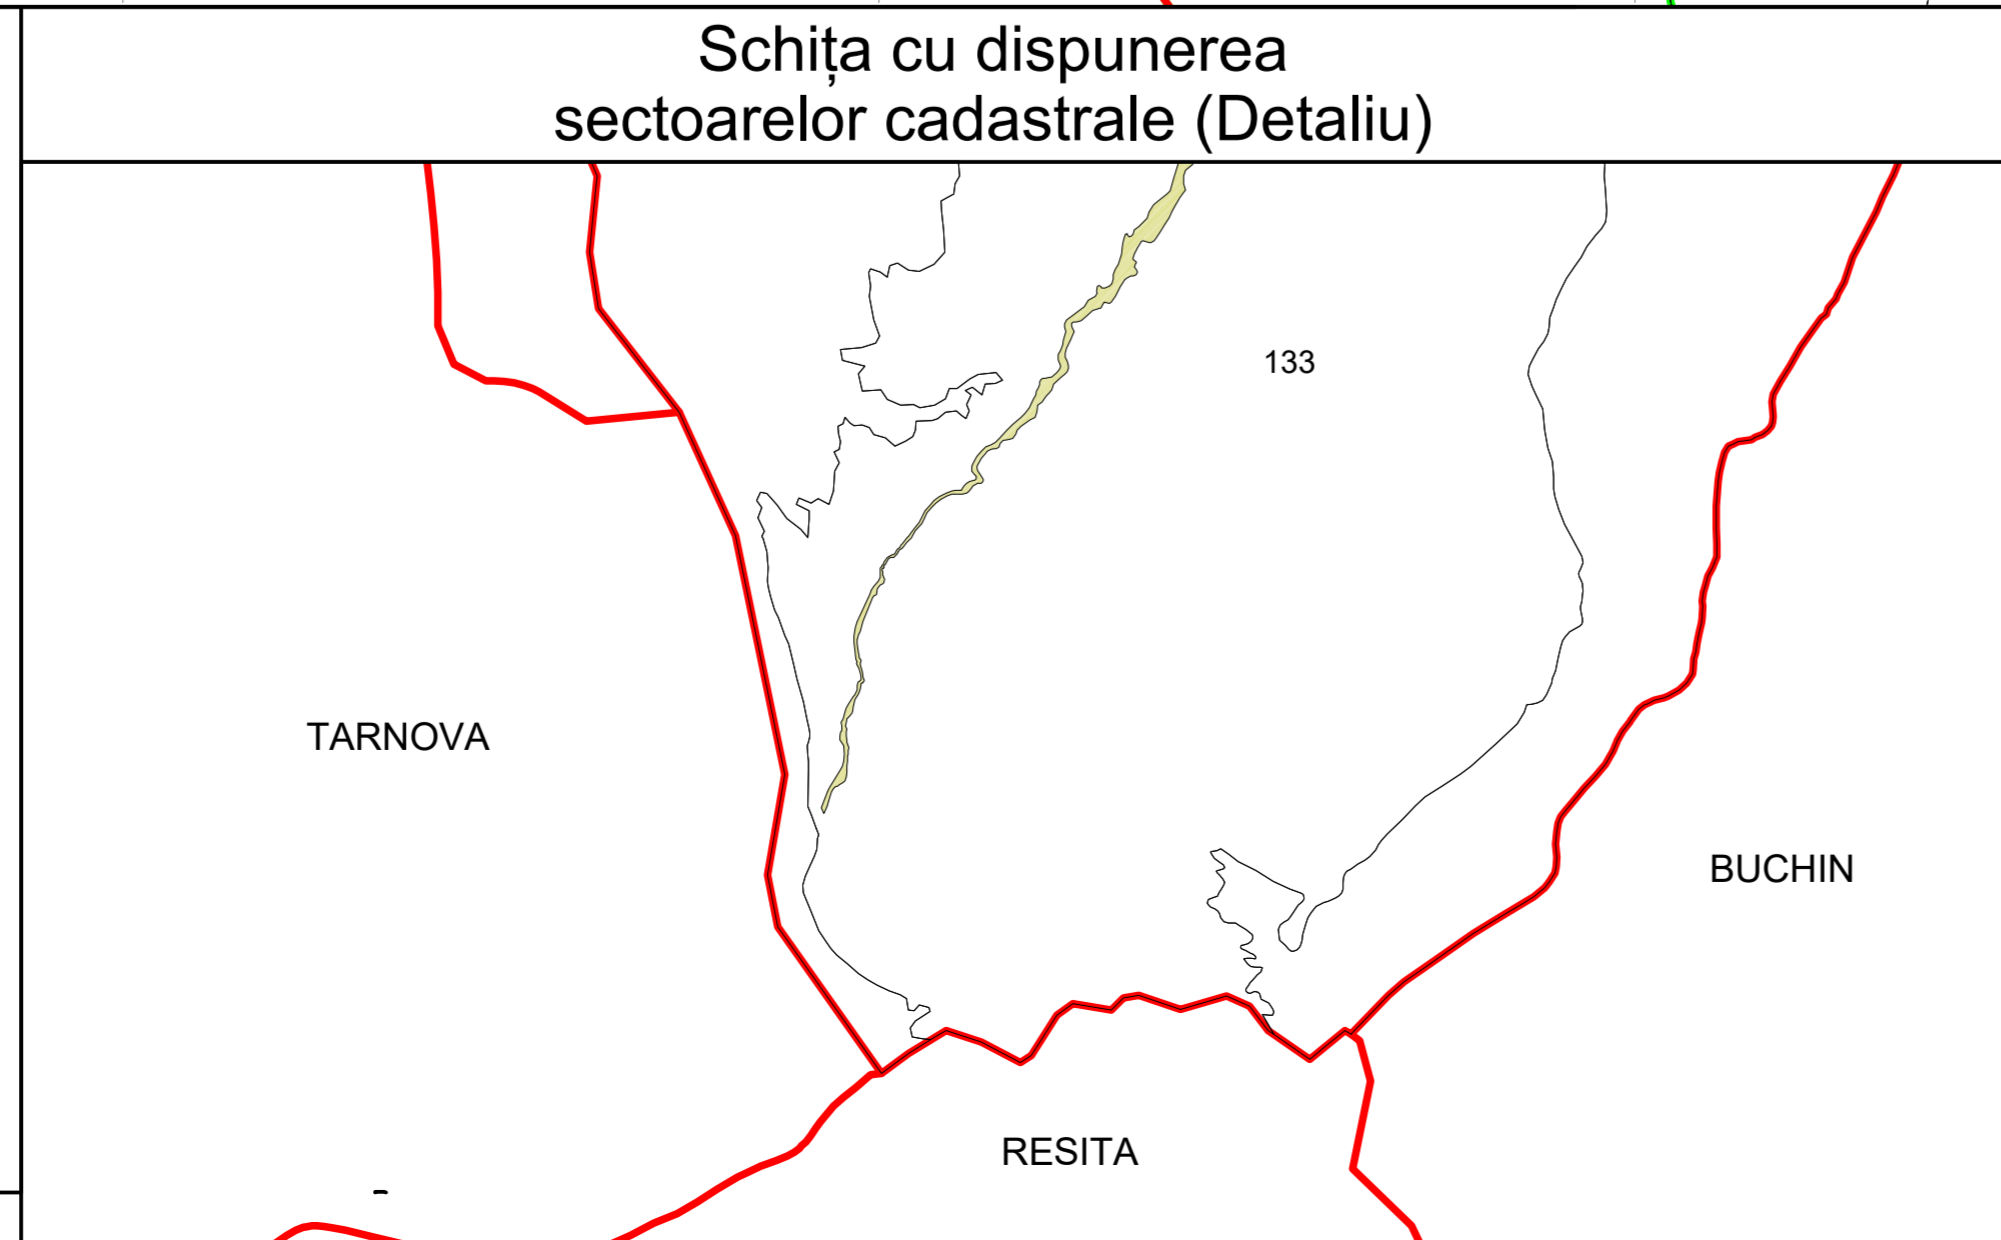 Schița cu dispunerea
sectoarelor cadastrale (Detaliu)
133
TARNOVA
BUCHIN
RESITA